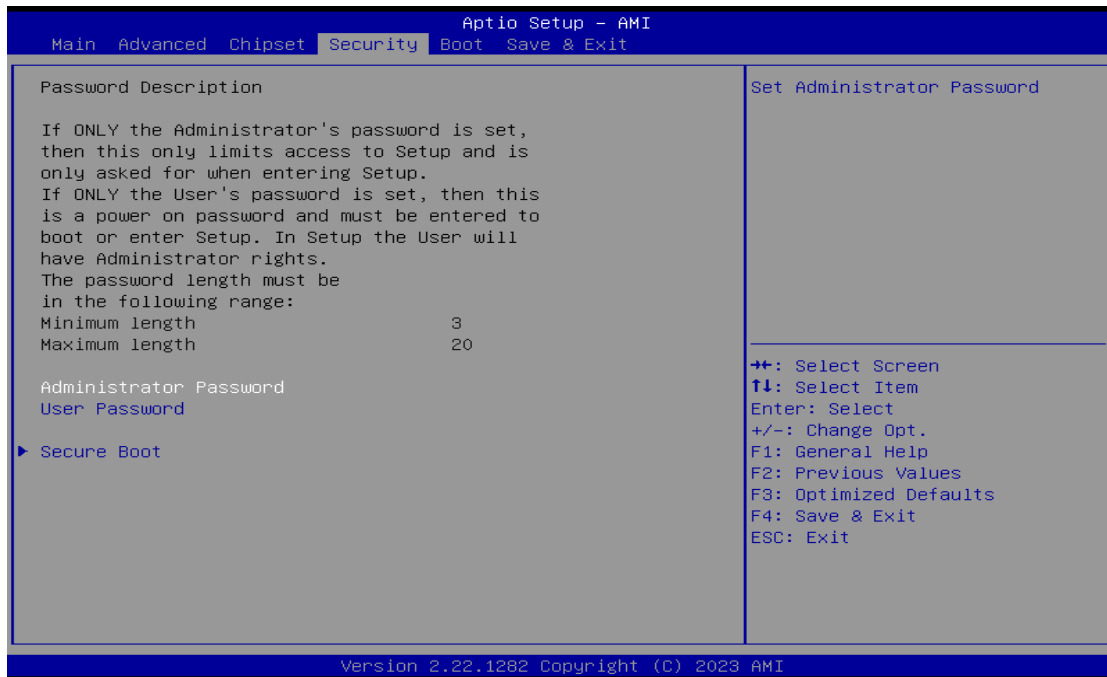 Aptio Setup – AMI
Main Advanced Chipset Security Boot Save & Exit
Password Description
If ONLY the Administrator's password is set,
then this only limits access to Setup and is
only asked for when entering Setup.
If ONLY the User's password is set, then this
is a power on password and must be entered to
boot or enter Setup. In Setup the User will
have Administrator rights.
The password length must be
in the following range:
Minimum length 3
Maximum length 20
Administrator Password
User Password
► Secure Boot
Set Administrator Password
→←: Select Screen
↑↓: Select Item
Enter: Select
+/-: Change Opt.
F1: General Help
F2: Previous Values
F3: Optimized Defaults
F4: Save & Exit
ESC: Exit
Version 2.22.1282 Copyright (C) 2023 AMI